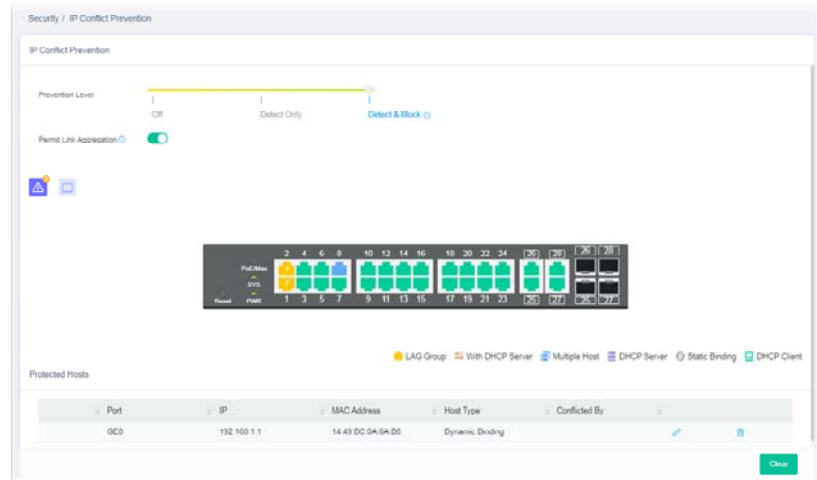 Security / IP Conflict Prevention
IP Conflict Prevention
Prevention Level
Off Detect Only Detect & Block
Permit Link Aggregation
2 4 6 8 10 12 14 16 18 20 22 24 26 28 26 28
PoE/Max
SYS
Reset PWR 1 3 5 7 9 11 13 15 17 19 21 23 25 27 25 27
LAG Group With DHCP Server Multiple Host DHCP Server Static Binding DHCP Client
Protected Hosts
Port IP MAC Address Host Type Conflicted By
GE8 192.168.1.1 14:49:BC:0A:0A:D0 Dynamic Binding
Clear